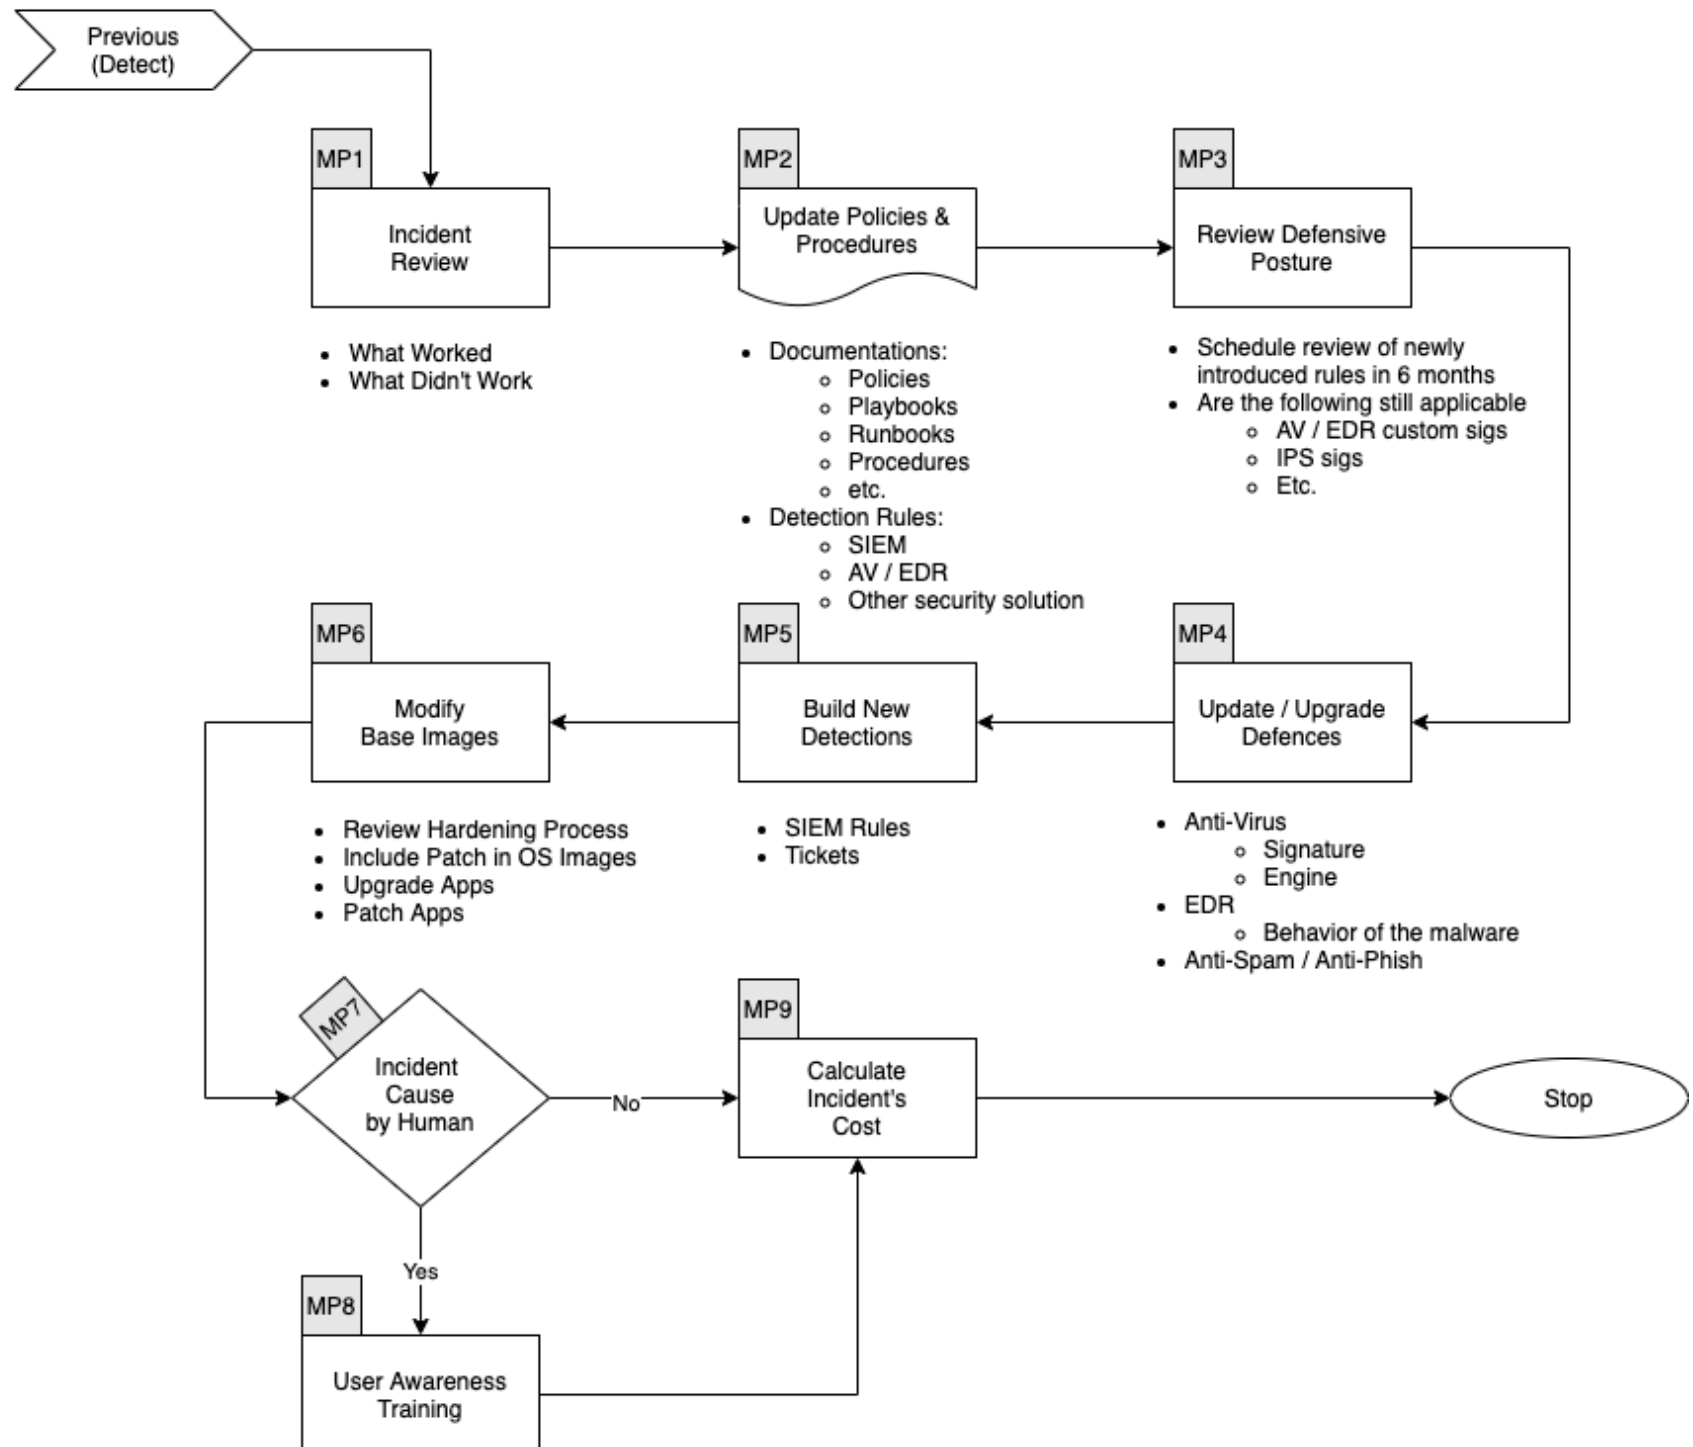 Previous
(Detect)
MP1
Incident
Review
What Worked
What Didn't Work
MP2
Update Policies &
Procedures
Documentations:
Policies
Playbooks
Runbooks
Procedures
etc.
Detection Rules:
SIEM
AV / EDR
Other security solution
MP3
Review Defensive
Posture
Schedule review of newly
introduced rules in 6 months
Are the following still applicable
AV / EDR custom sigs
IPS sigs
Etc.
MP4
Update / Upgrade
Defences
Anti-Virus
Signature
Engine
EDR
Behavior of the malware
Anti-Spam / Anti-Phish
MP5
Build New
Detections
SIEM Rules
Tickets
MP6
Modify
Base Images
Review Hardening Process
Include Patch in OS Images
Upgrade Apps
Patch Apps
MP7
Incident
Cause
by Human
No
Yes
MP8
User Awareness
Training
MP9
Calculate
Incident's
Cost
Stop